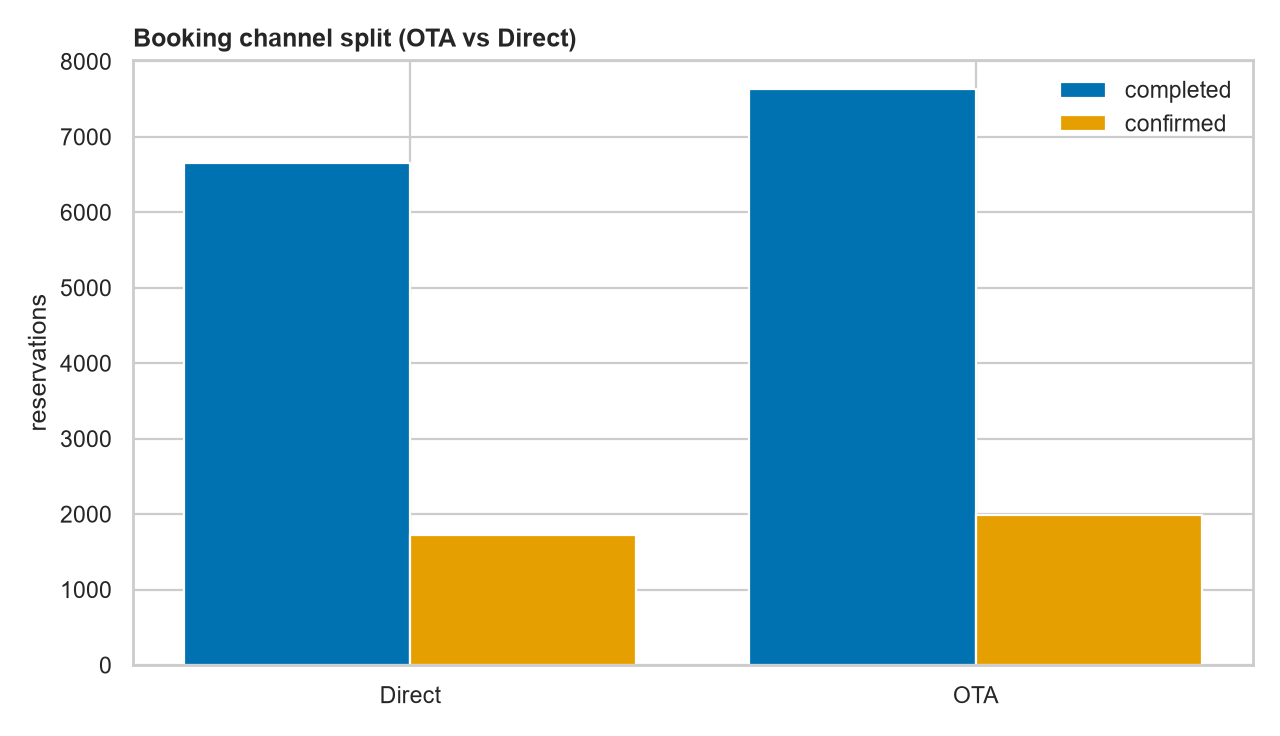 Booking channel split (OTA vs Direct)
8000
7000
6000
5000
4000
3000
2000
1000
0
reservations
completed
confirmed
Direct
OTA